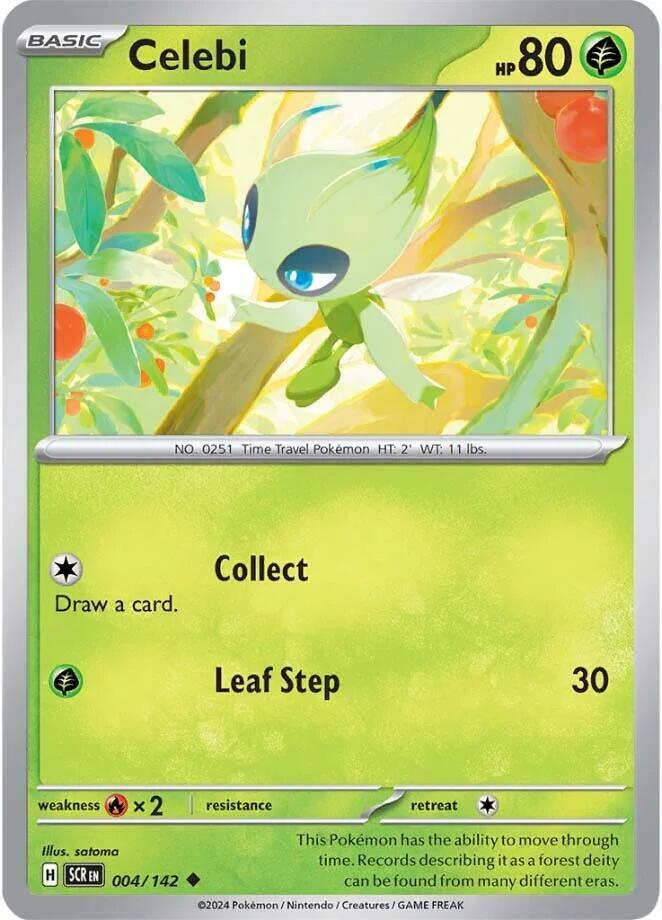 BASIC Celebi HP 80
NO. 0251 Time Travel Pokémon HT: 2' WT: 11 lbs.
Collect
Draw a card.
Leaf Step 30
weakness ×2 resistance retreat
Illus. satoma
H SCR EN 004/142 ◆
This Pokémon has the ability to move through
time. Records describing it as a forest deity
can be found from many different eras.
©2024 Pokémon / Nintendo / Creatures / GAME FREAK